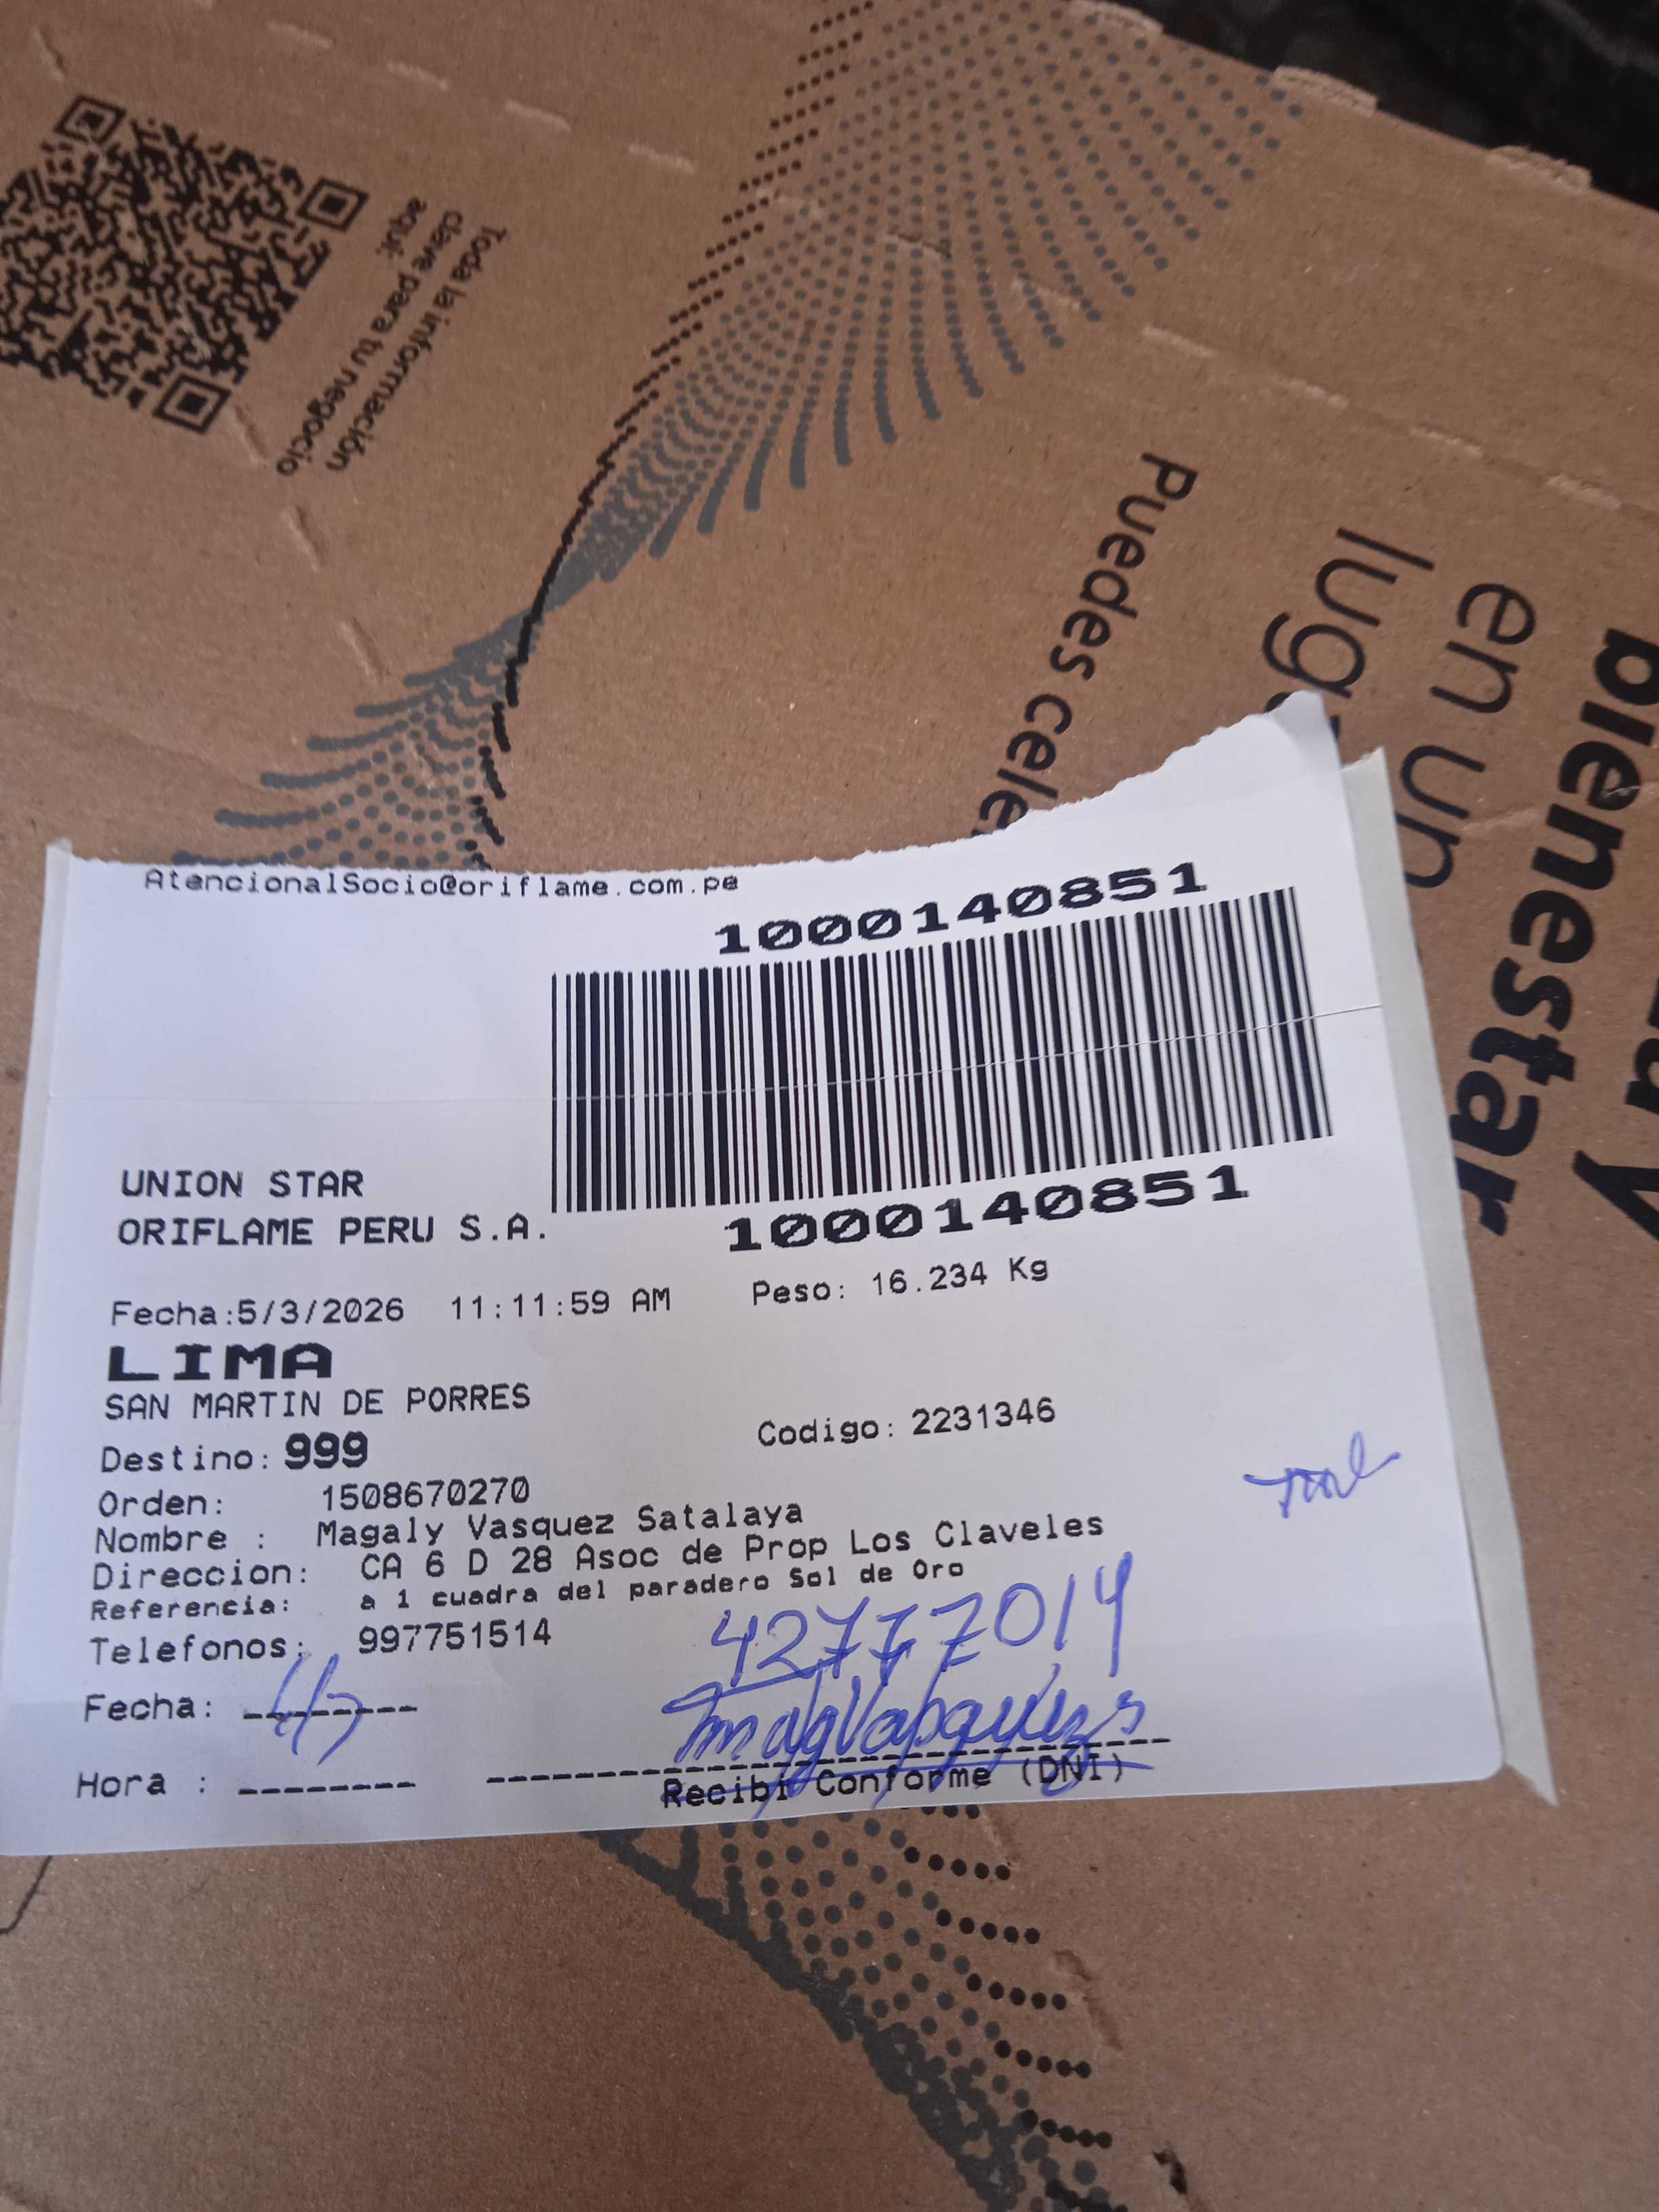 Toda la información
clave para tu negocio
aquí:
Puedes
lug
en un
bienestar
y
AtencionalSocio@oriflame.com.pe
1000140851
1000140851
UNION STAR
ORIFLAME PERU S.A.
Fecha:5/3/2026 11:11:59 AM Peso: 16.234 Kg
LIMA
SAN MARTIN DE PORRES
Destino: 999 Codigo: 2231346
Orden: 1508670270
Nombre : Magaly Vasquez Satalaya
Direccion: CA 6 D 28 Asoc de Prop Los Claveles
Referencia: a 1 cuadra del paradero Sol de Oro
Telefonos: 997751514
42777014
Fecha:
MagVasquezs
Hora :
Recibi Conforme (DNI)